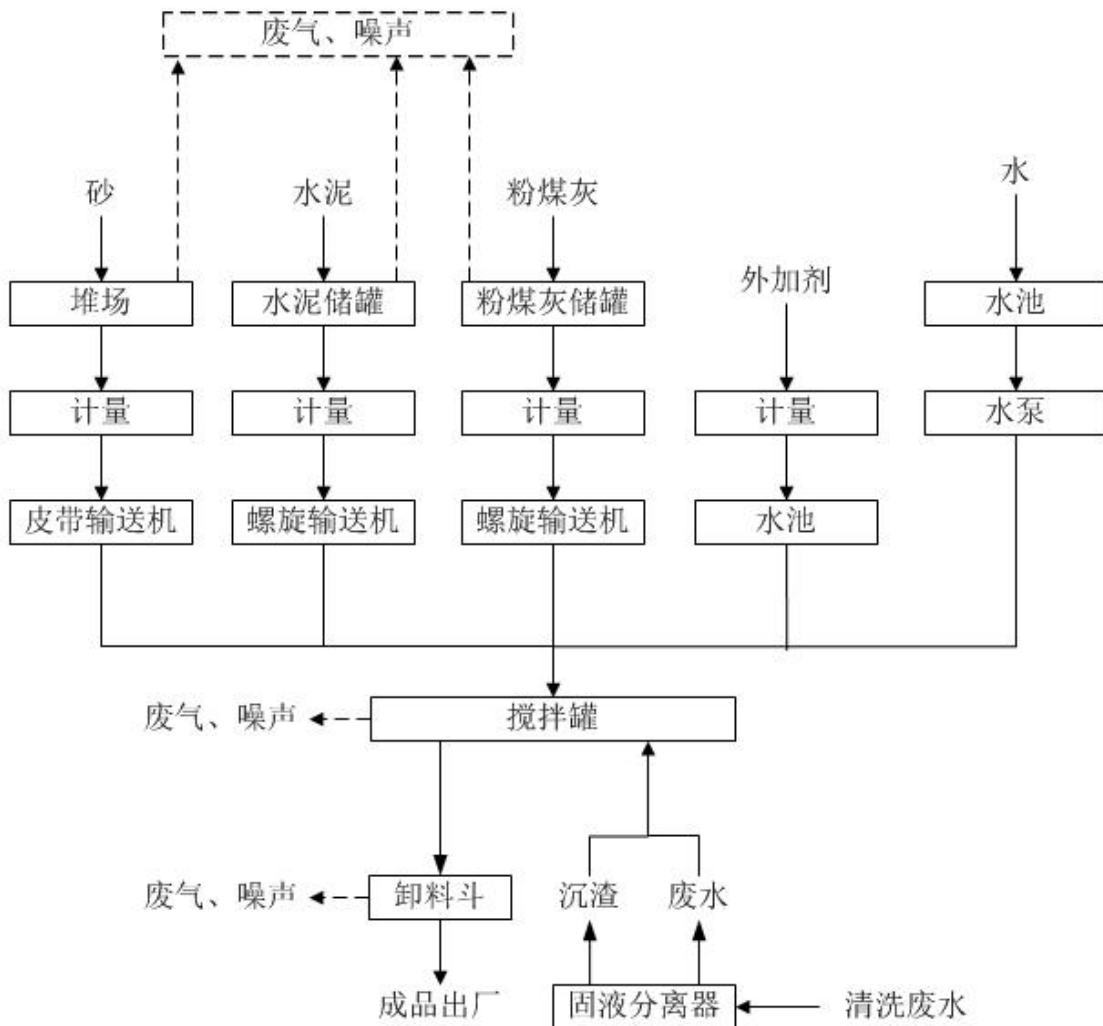 废气、噪声
砂
水泥
粉煤灰
水
外加剂
堆场
水泥储罐
粉煤灰储罐
水池
计量
计量
计量
计量
水泵
皮带输送机
螺旋输送机
螺旋输送机
水池
废气、噪声
搅拌罐
废气、噪声
卸料斗
沉渣
废水
成品出厂
固液分离器
清洗废水